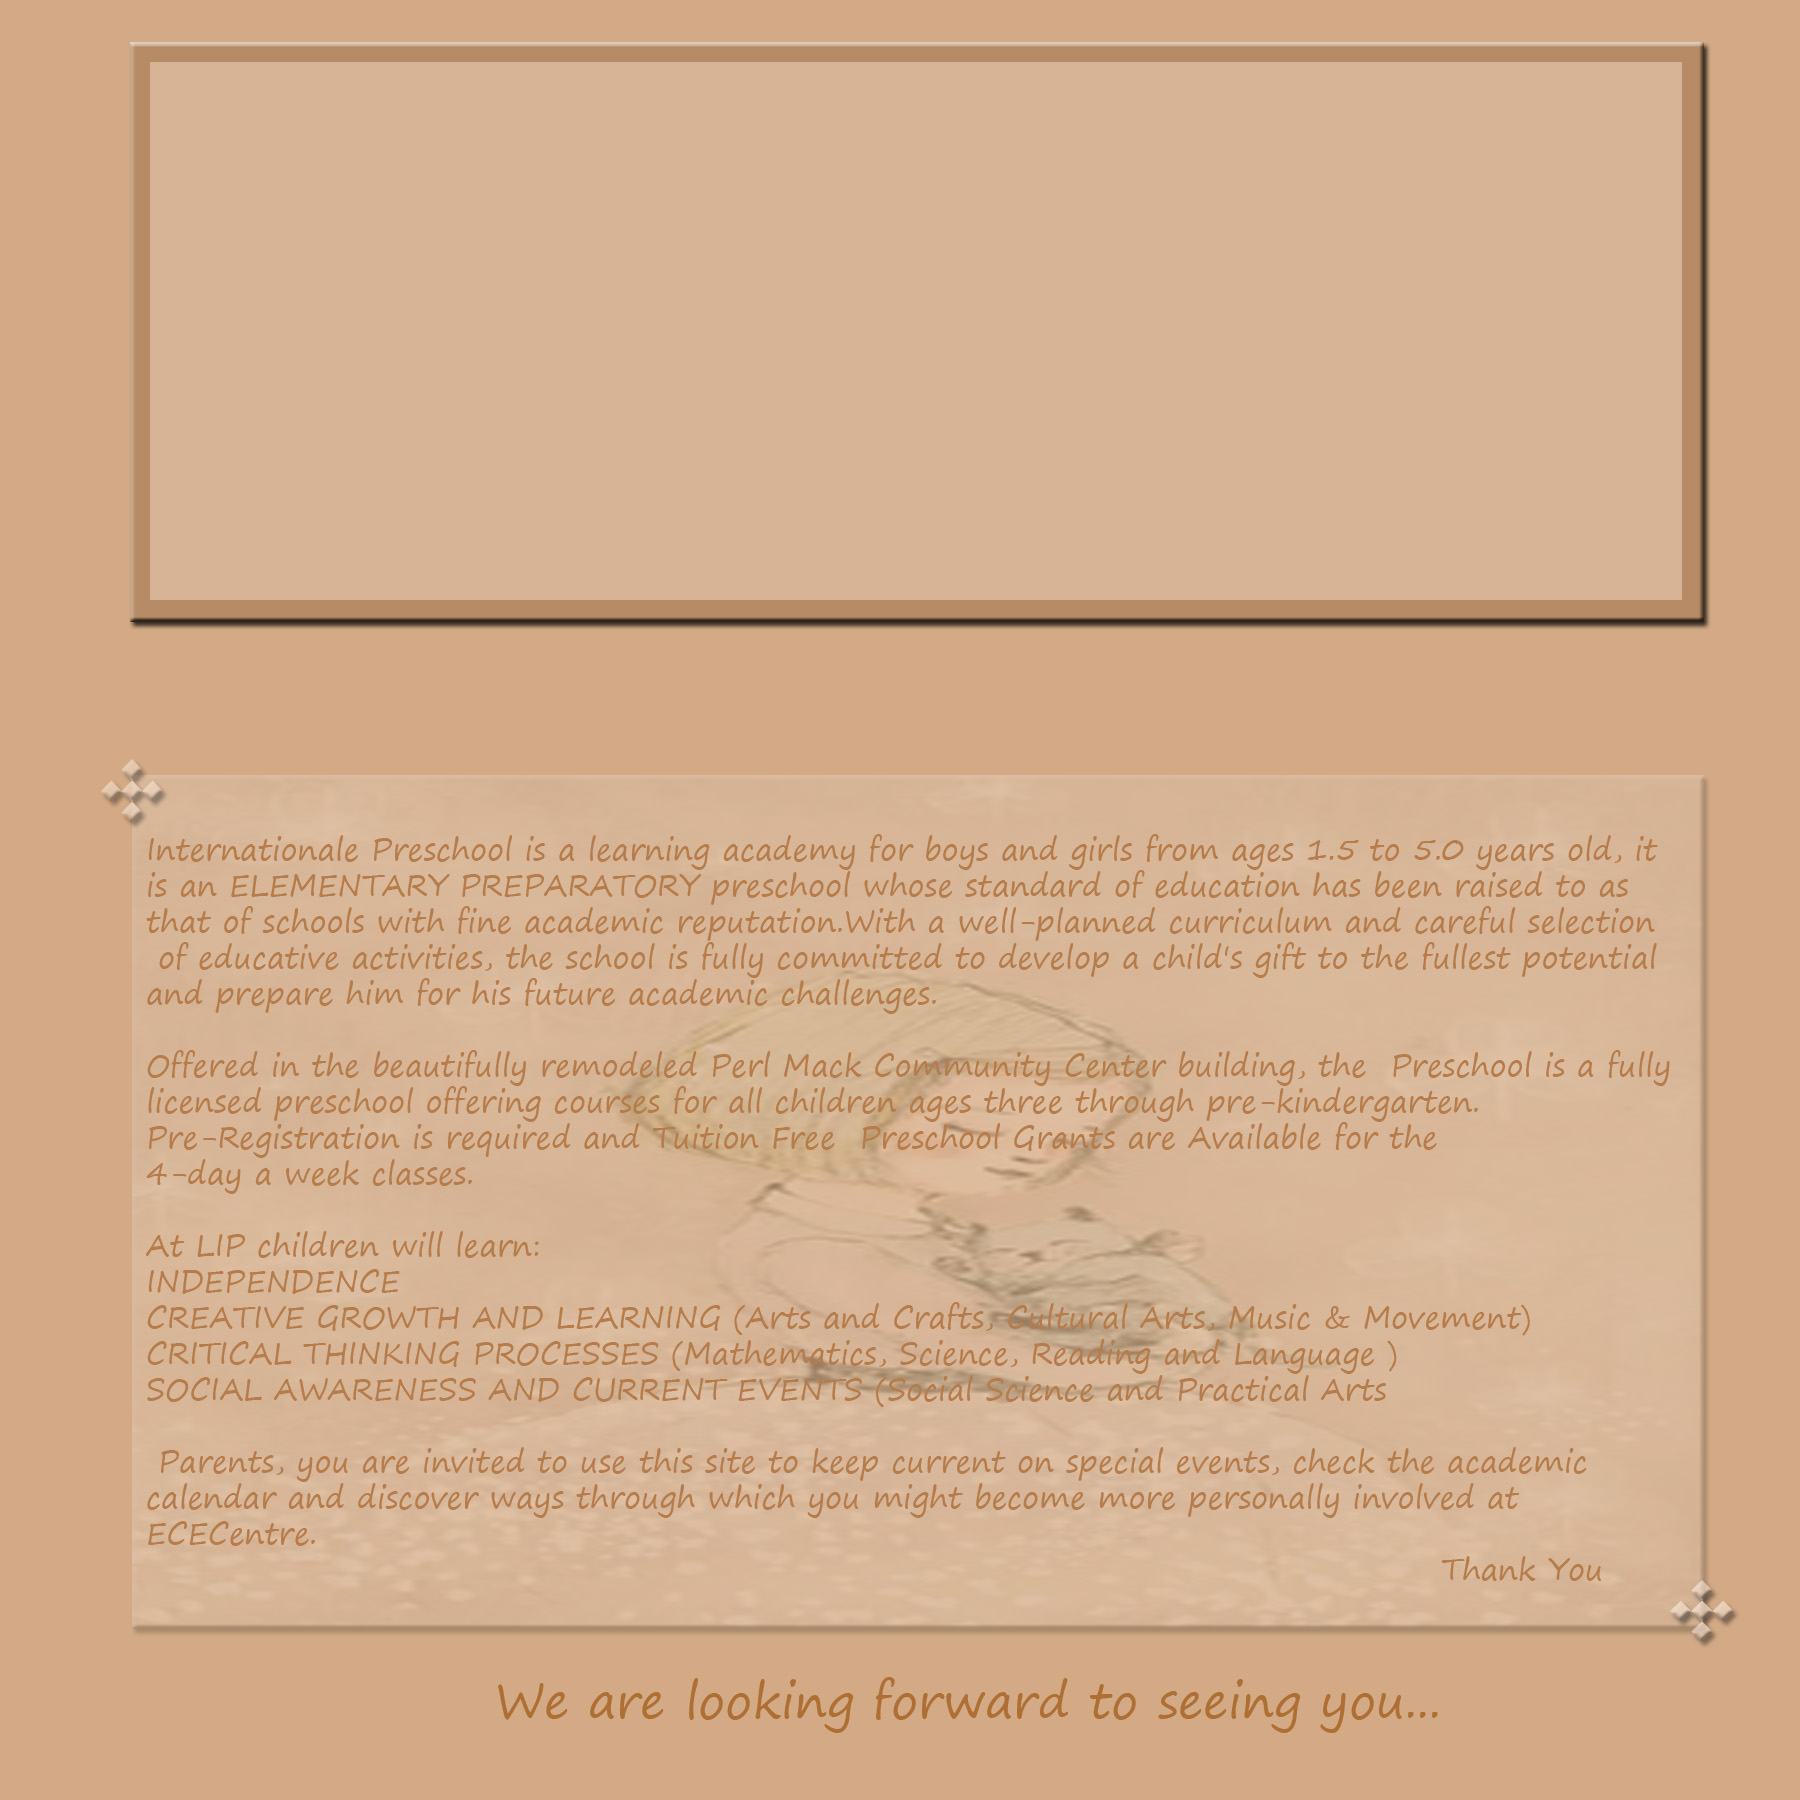 Internationale Preschool is a learning academy for boys and girls from ages 1.5 to 5.0 years old, it
is an ELEMENTARY PREPARATORY preschool whose standard of education has been raised to as
that of schools with fine academic reputation.With a well-planned curriculum and careful selection
of educative activities, the school is fully committed to develop a child's gift to the fullest potential
and prepare him for his future academic challenges.
Offered in the beautifully remodeled Perl Mack Community Center building, the  Preschool is a fully
licensed preschool offering courses for all children ages three through pre-kindergarten.
Pre-Registration is required and Tuition Free  Preschool Grants are Available for the
4-day a week classes.
At LIP children will learn:
INDEPENDENCE
CREATIVE GROWTH AND LEARNING (Arts and Crafts, Cultural Arts, Music & Movement)
CRITICAL THINKING PROCESSES (Mathematics, Science, Reading and Language )
SOCIAL AWARENESS AND CURRENT EVENTS (Social Science and Practical Arts
Parents, you are invited to use this site to keep current on special events, check the academic
calendar and discover ways through which you might become more personally involved at
ECECentre.
Thank You
We are looking forward to seeing you...